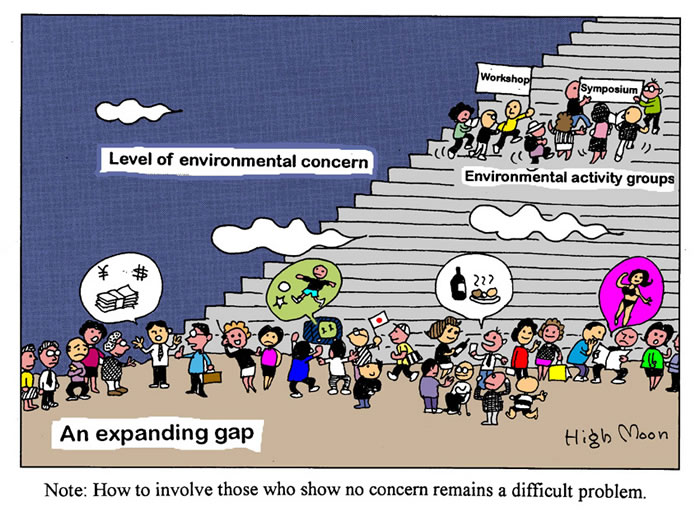 Workshop
Symposium
Level of environmental concern
Environmental activity groups
¥ $
???
An expanding gap
High Moon
Note: How to involve those who show no concern remains a difficult problem.